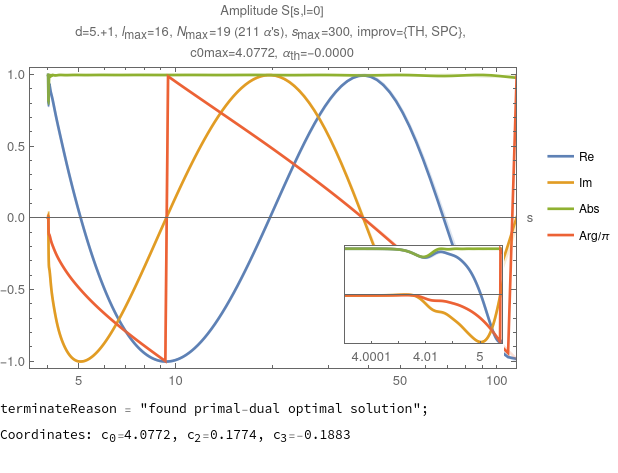 Amplitude S[s,l=0]
d=5.+1, lmax=16, Nmax=19 (211 α's), smax=300, improv={TH, SPC},
c0max=4.0772, αth=-0.0000
1.0
0.5
0.0
-0.5
-1.0
s
Re
Im
Abs
Arg/π
4.0001 4.01 5
5 10 50 100
terminateReason = "found primal-dual optimal solution";
Coordinates: c0=4.0772, c2=0.1774, c3=-0.1883